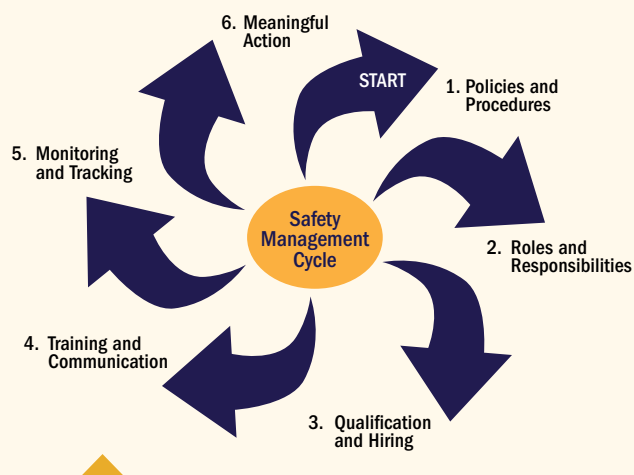 START
1. Policies and
Procedures
2. Roles and
Responsibilities
3. Qualification
and Hiring
4. Training and
Communication
5. Monitoring
and Tracking
6. Meaningful
Action
Safety
Management
Cycle